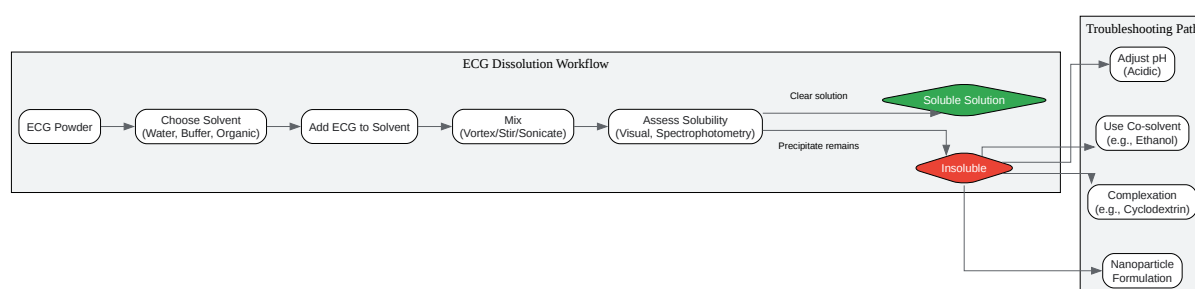 Troubleshooting Pat
ECG Dissolution Workflow
Adjust pH
(Acidic)
Clear solution
Soluble Solution
ECG Powder
Choose Solvent
(Water, Buffer, Organic)
Add ECG to Solvent
Mix
(Vortex/Stir/Sonicate)
Assess Solubility
(Visual, Spectrophotometry)
Use Co-solvent
(e.g., Ethanol)
Precipitate remains
Insoluble
Complexation
(e.g., Cyclodextrin)
Nanoparticle
Formulation